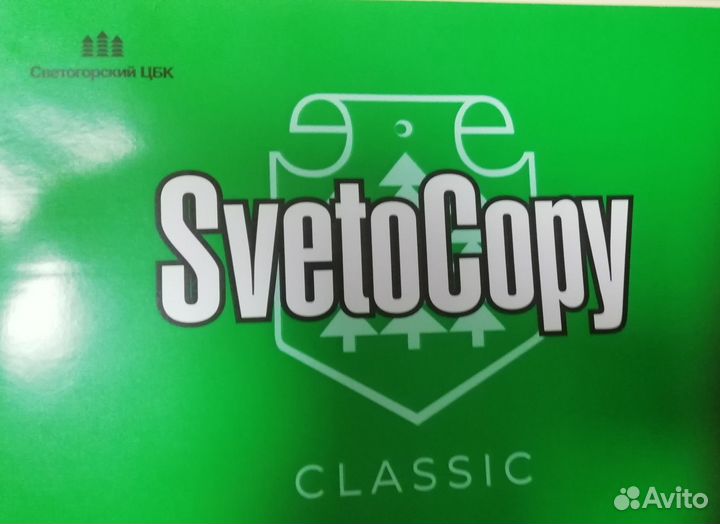 Светогорский ЦБК
SvetoCopy
CLASSIC
Avito